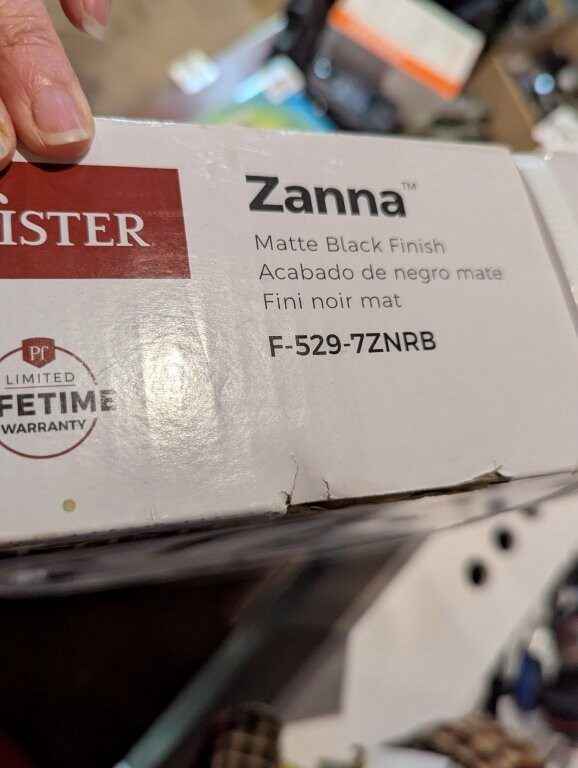 ISTER
Zanna™
Matte Black Finish
Acabado de negro mate
Fini noir mat
F-529-7ZNRB
Pf
LIMITED
FETIME
WARRANTY